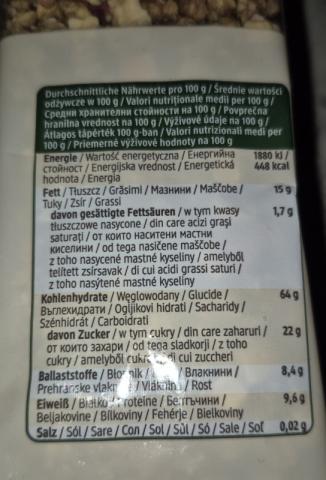 Durchschnittliche Nährwerte pro 100 g / Średnie wartości
odżywcze w 100 g / Valori nutriționale medii per 100 g /
Средни хранителни стойности на 100 g / Povprečna
hranilna vrednost na 100 g / Výživové údaje na 100 g /
Átlagos tápérték 100 g-ban / Valori nutrizionali medi per
100 g / Priemerné výživové hodnoty na 100 g
Energie / Wartość energetyczna / Енергийна 1880 kJ /
стойност / Energijska vrednost / Energetická 448 kcal
hodnota / Energia
Fett / Tłuszcz / Grăsimi / Мазнини / Maščobe / 15 g
Tuky / Zsír / Grassi
davon gesättigte Fettsäuren / w tym kwasy 1,7 g
tłuszczowe nasycone / din care acizi grași
saturați / от които наситени мастни
киселини / od tega nasičene maščobe /
z toho nasycené mastné kyseliny / amelyből
telített zsírsavak / di cui acidi grassi saturi /
z toho nasýtené mastné kyseliny
Kohlenhydrate / Węglowodany / Glucide / 64 g
Въглехидрати / Ogljikovi hidrati / Sacharidy /
Szénhidrát / Carboidrati
davon Zucker / w tym cukry / din care zaharuri / 22 g
от които захари / od tega sladkorji / z toho
cukry / amelyből di cui zuccheri
Ballaststoffe / / Влакнини / 8,4 g
Prehranske / Vláknina / Rost
Eiweiß / Białko / Proteine / Белтъчини / 9,6 g
Beljakovine / Bílkoviny / Fehérje / Bielkoviny
Salz / Sól / Sare / Сол / Sol / Sůl / Só / Sale / Soľ 0,02 g